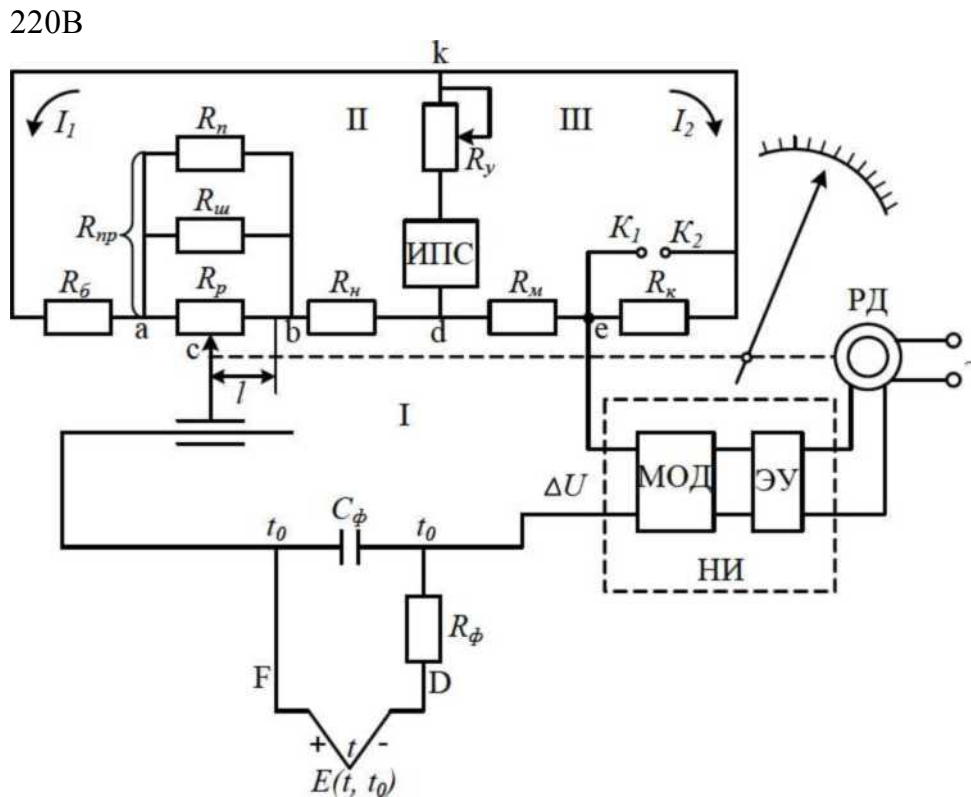 220В
k
I₁
Rп
II
III
I₂
Rу
Rпр
Rш
K₁ K₂
ИПС
Rб
Rр
Rн
Rм
Rк
РД
a
b
d
e
c
~
l
I
МОД
ЭУ
ΔU
Cф
t₀
t₀
НИ
Rф
F
D
+ t -
E(t, t₀)